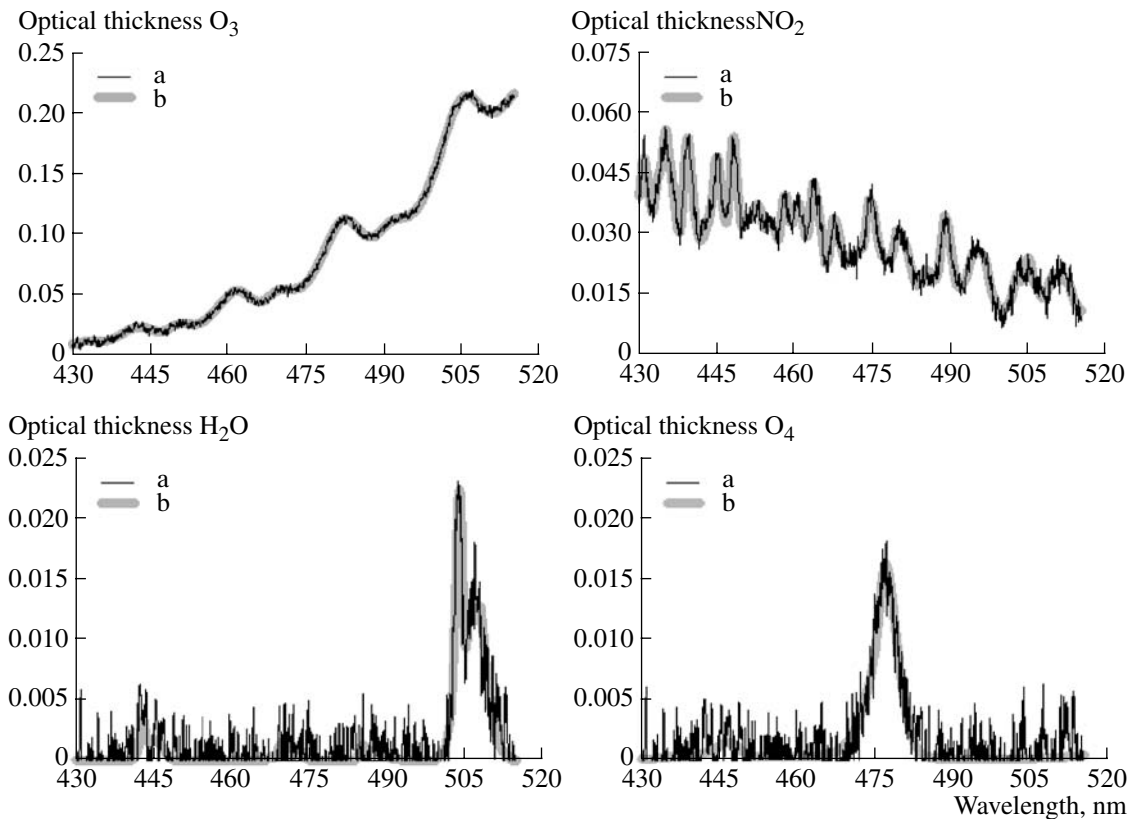 Optical thickness O3
0.25
0.20
0.15
0.10
0.05
0
a
b
430 445 460 475 490 505 520
Optical thicknessNO2
0.075
0.060
0.045
0.030
0.015
0
a
b
430 445 460 475 490 505 520
Optical thickness H2O
0.025
0.020
0.015
0.010
0.005
0
a
b
430 445 460 475 490 505 520
Optical thickness O4
0.025
0.020
0.015
0.010
0.005
0
a
b
430 445 460 475 490 505 520
Wavelength, nm